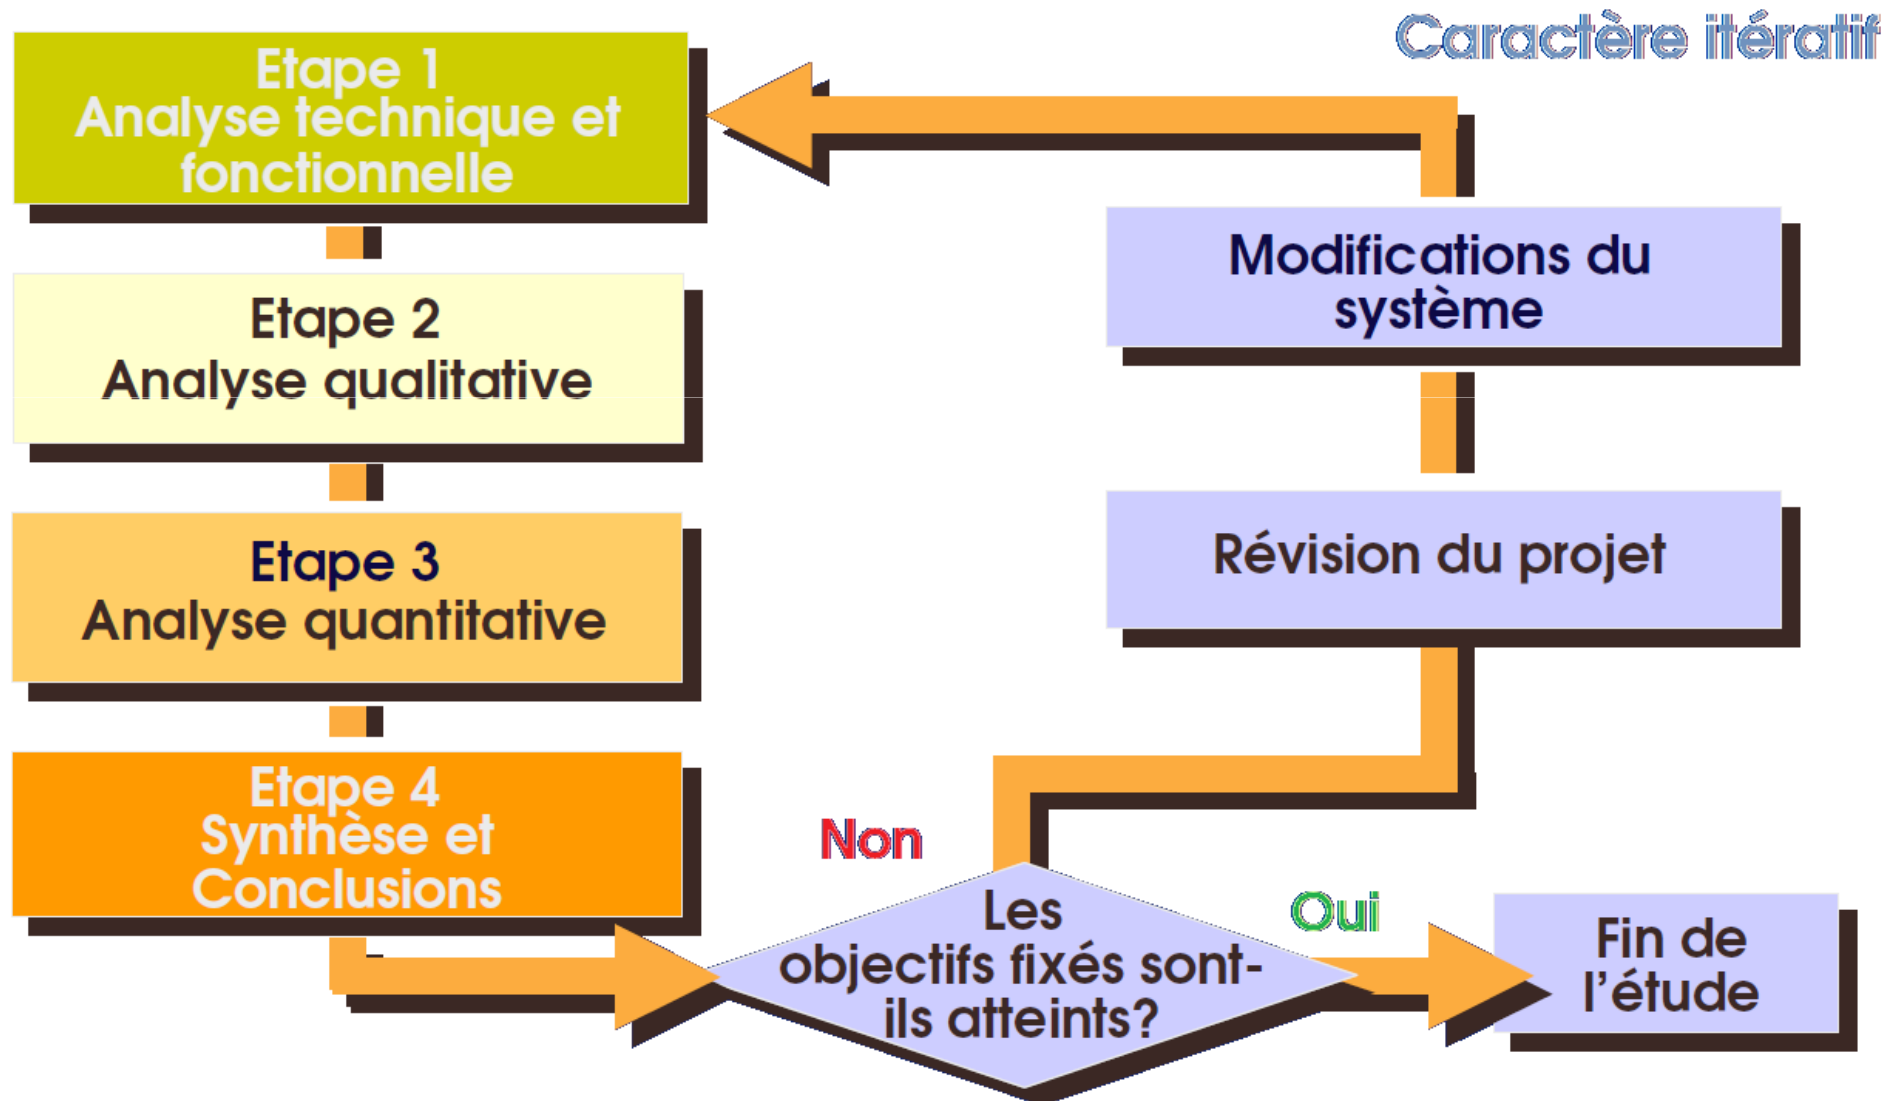 Caractère itératif
Etape 1
Analyse technique et
fonctionnelle
Etape 2
Analyse qualitative
Etape 3
Analyse quantitative
Etape 4
Synthèse et
Conclusions
Les
objectifs fixés sont-
ils atteints?
Non
Révision du projet
Modifications du
système
Oui
Fin de
l'étude